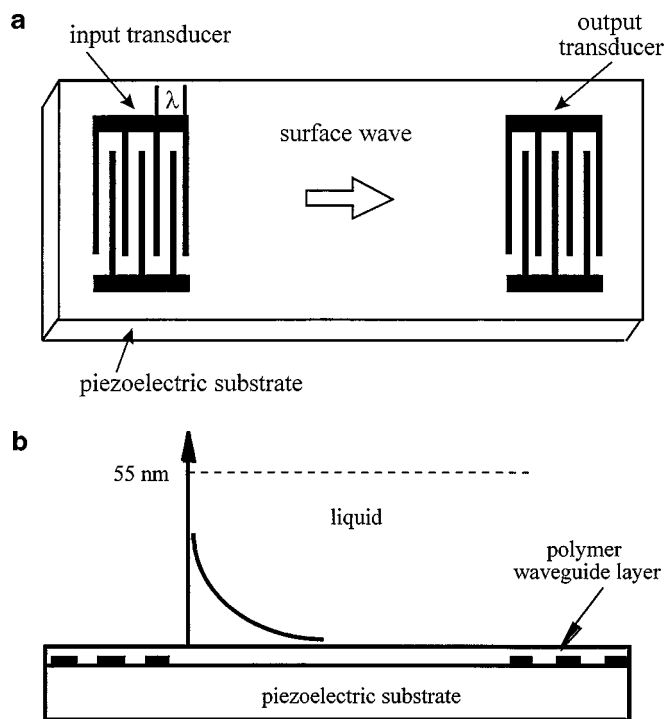 a
input transducer
output
transducer
λ
surface wave
piezoelectric substrate
b
55 nm
liquid
polymer
waveguide layer
piezoelectric substrate